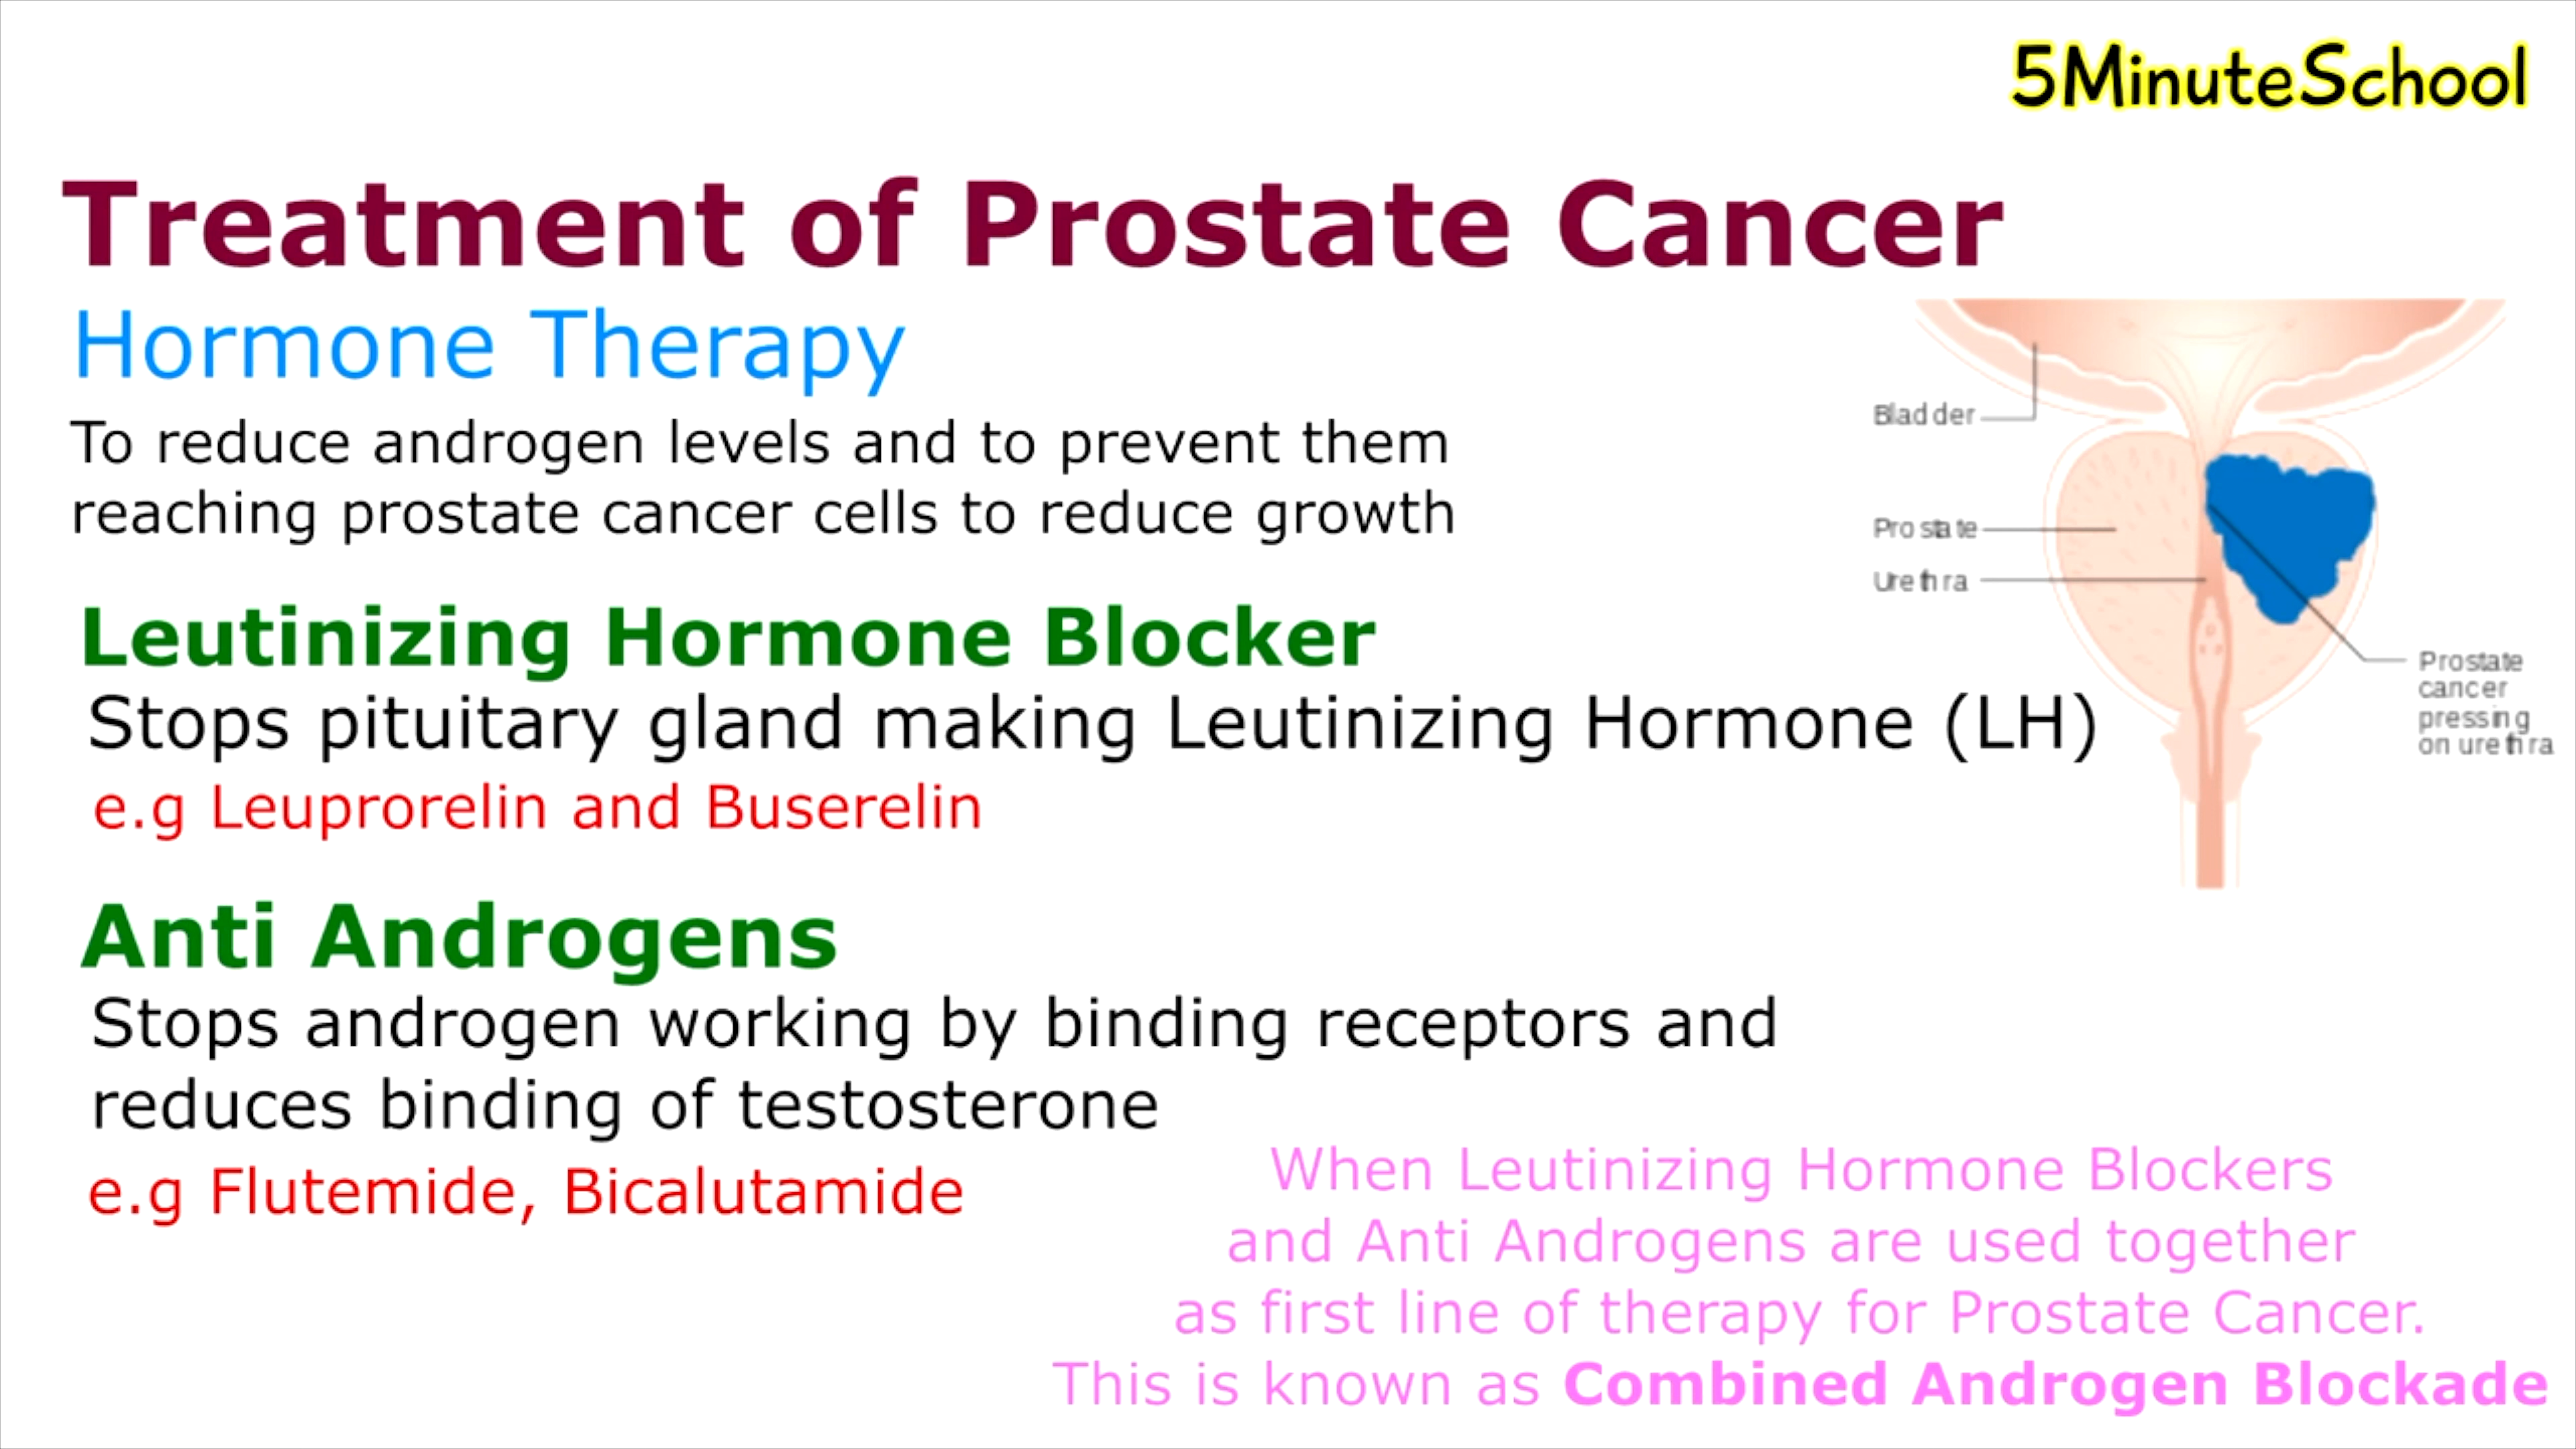 5MinuteSchool
Treatment of Prostate Cancer
Hormone Therapy
To reduce androgen levels and to prevent them
reaching prostate cancer cells to reduce growth
Bladder
Prostate
Urethra
Prostate
cancer
pressing
on urethra
Leutinizing Hormone Blocker
Stops pituitary gland making Leutinizing Hormone (LH)
e.g Leuprorelin and Buserelin
Anti Androgens
Stops androgen working by binding receptors and
reduces binding of testosterone
e.g Flutemide, Bicalutamide
When Leutinizing Hormone Blockers
and Anti Androgens are used together
as first line of therapy for Prostate Cancer.
This is known as Combined Androgen Blockade